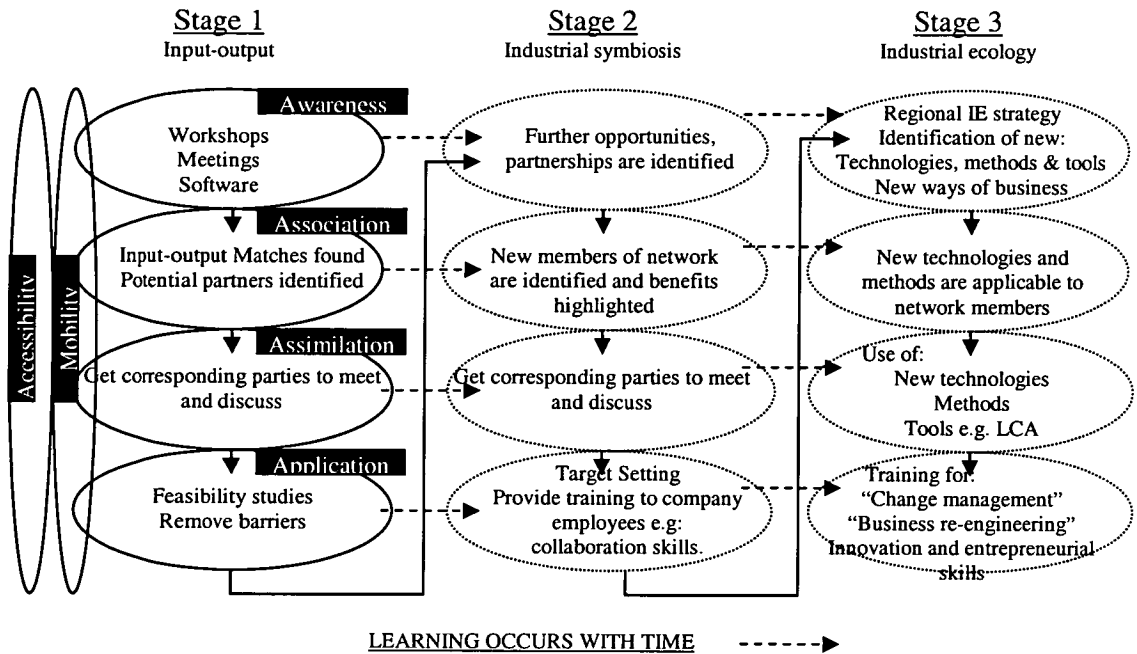 Stage 1
Input-output
Stage 2
Industrial symbiosis
Stage 3
Industrial ecology
Accessibility
Mobility
Awareness
Workshops
Meetings
Software
Association
Input-output Matches found
Potential partners identified
Assimilation
Get corresponding parties to meet
and discuss
Application
Feasibility studies
Remove barriers
Further opportunities,
partnerships are identified
New members of network
are identified and benefits
highlighted
Get corresponding parties to meet
and discuss
Target Setting
Provide training to company
employees e.g:
collaboration skills.
Regional IE strategy
Identification of new:
Technologies, methods & tools
New ways of business
New technologies and
methods are applicable to
network members
Use of:
New technologies
Methods
Tools e.g. LCA
Training for:
“Change management”
“Business re-engineering”
Innovation and entrepreneurial
skills
LEARNING OCCURS WITH TIME